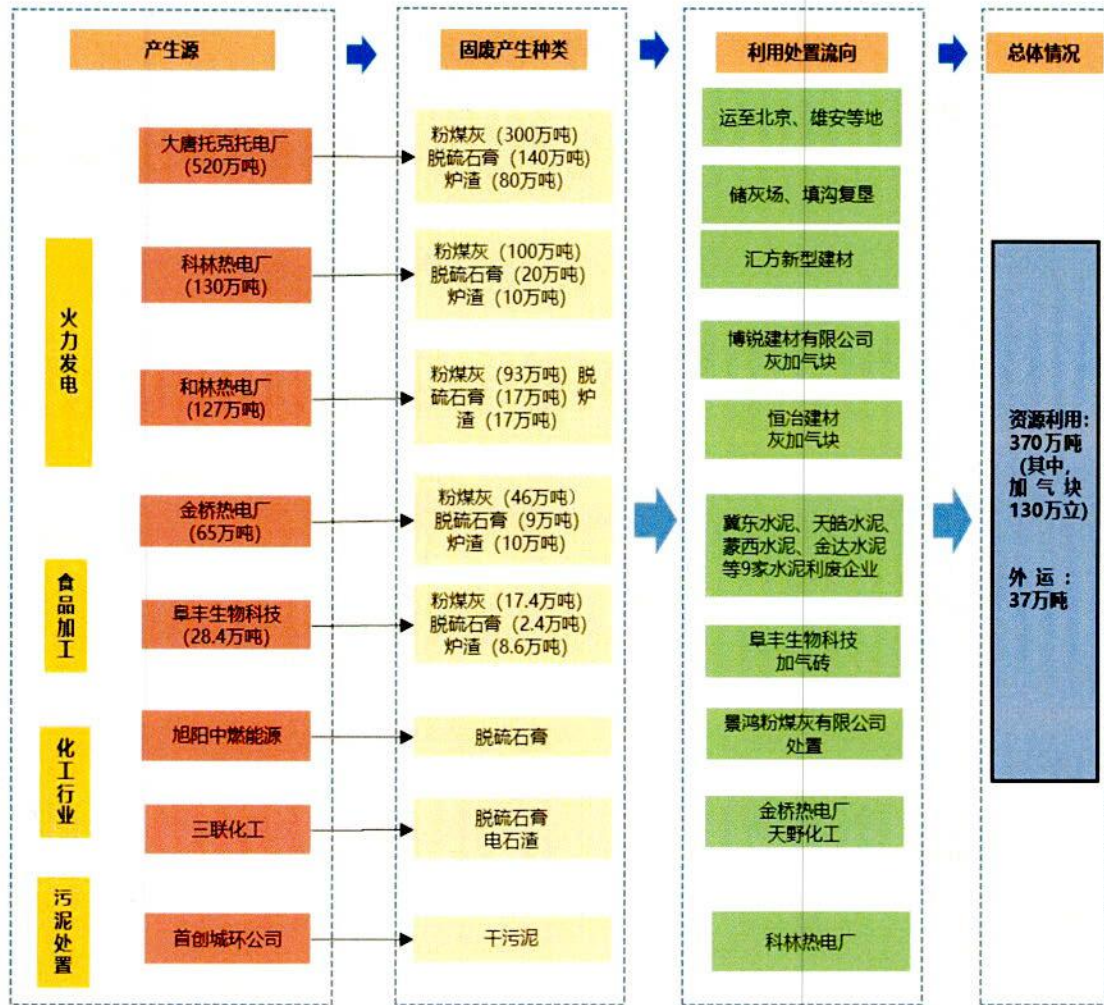 产生源
固废产生种类
利用处置流向
总体情况
火力发电
食品加工
化工行业
污泥处置
大唐托克托电厂
(520万吨)
科林热电厂
(130万吨)
和林热电厂
(127万吨)
金桥热电厂
(65万吨)
阜丰生物科技
(28.4万吨)
旭阳中燃能源
三联化工
首创城环公司
粉煤灰（300万吨）
脱硫石膏（140万吨）
炉渣（80万吨）
粉煤灰（100万吨）
脱硫石膏（20万吨）
炉渣（10万吨）
粉煤灰（93万吨）脱
硫石膏（17万吨）炉
渣（17万吨）
粉煤灰（46万吨）
脱硫石膏（9万吨）
炉渣（10万吨）
粉煤灰（17.4万吨）
脱硫石膏（2.4万吨）
炉渣（8.6万吨）
脱硫石膏
脱硫石膏
电石渣
干污泥
运至北京、雄安等地
储灰场、填沟复垦
汇方新型建材
博锐建材有限公司
灰加气块
恒冶建材
灰加气块
冀东水泥、天皓水泥、
蒙西水泥、金达水泥
等9家水泥利废企业
阜丰生物科技
加气砖
景鸿粉煤灰有限公司
处置
金桥热电厂
天野化工
科林热电厂
资源利用：
370万吨
(其中，
加气块
130万立)
外运：
37万吨